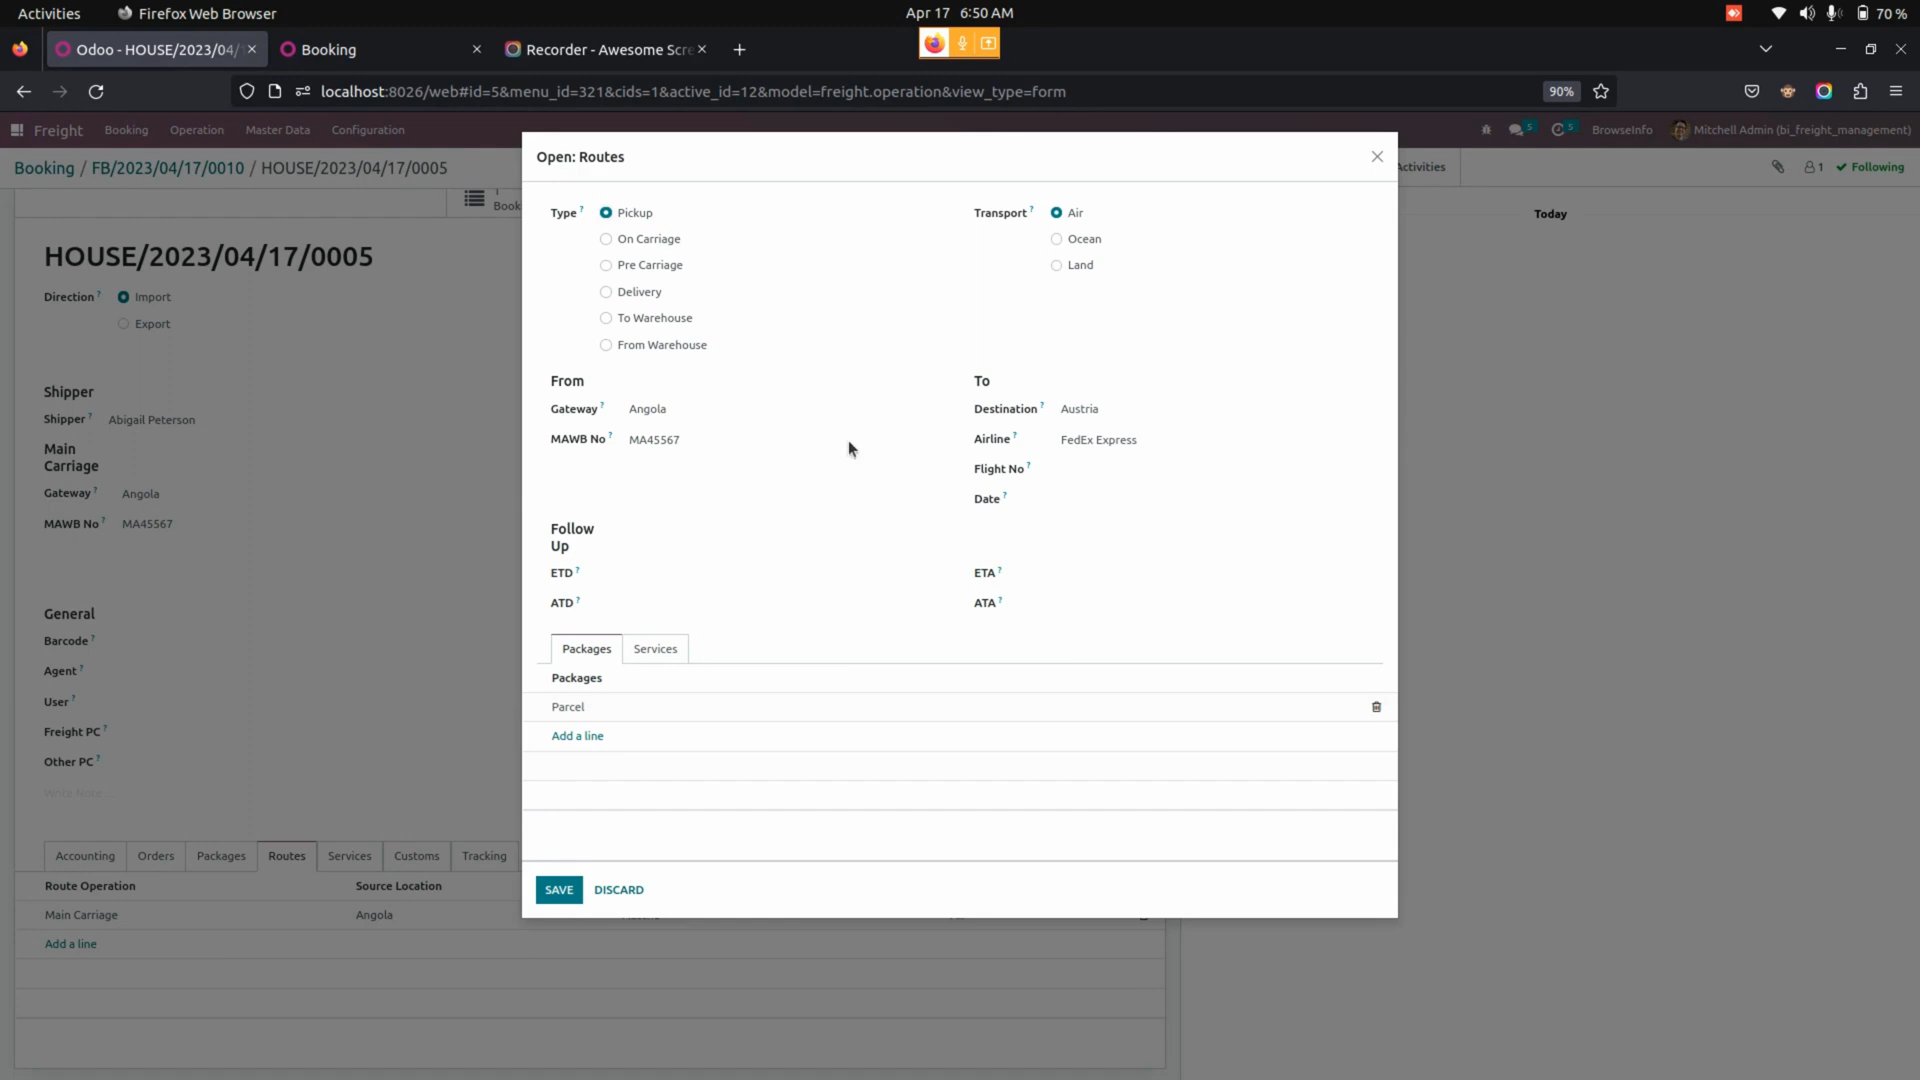 Activities
Firefox Web Browser
Apr 17 6:50 AM
70 %
Odoo - HOUSE/2023/04/
Booking
Recorder - Awesome Scre
localhost:8026/web#id=5&menu_id=321&cids=1&active_id=12&model=freight.operation&view_type=form
90%
Freight
Booking
Operation
Master Data
Configuration
5
5
BrowseInfo
Mitchell Admin (bi_freight_management)
Booking / FB/2023/04/17/0010 / HOUSE/2023/04/17/0005
Activities
1
Following
1
Book
Today
HOUSE/2023/04/17/0005
Direction ?
Import
Export
Shipper
Shipper ?
Abigail Peterson
Main
Carriage
Gateway ?
Angola
MAWB No ?
MA45567
General
Barcode ?
Agent ?
User ?
Freight PC ?
Other PC ?
Write Note...
Accounting
Orders
Packages
Routes
Services
Customs
Tracking
Route Operation
Source Location
Main Carriage
Angola
Add a line
Open: Routes
Type ?
Pickup
On Carriage
Pre Carriage
Delivery
To Warehouse
From Warehouse
Transport ?
Air
Ocean
Land
From
Gateway ?
Angola
MAWB No ?
MA45567
To
Destination ?
Austria
Airline ?
FedEx Express
Flight No ?
Date ?
Follow
Up
ETD ?
ATD ?
ETA ?
ATA ?
Packages
Services
Packages
Parcel
Add a line
SAVE
DISCARD